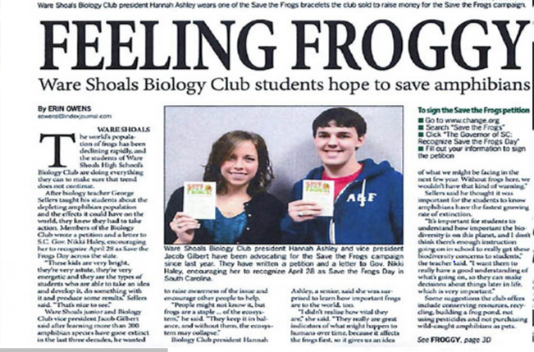 Ware Shoals Biology Club president Hannah Ashley wears one of the Save the Frogs bracelets the club sold to raise money for the Save the Frogs campaign.
FEELING FROGGY
Ware Shoals Biology Club students hope to save amphibians
By ERIN OWENS
eowens@indexjournal.com
WARE SHOALS
The world's popula-
tion of frogs has been
declining rapidly, and
the students of Ware
Shoals High School's
Biology Club are doing everything
they can to make sure that trend
does not continue.
After biology teacher George
Sellers taught his students about the
depleting amphibian population
and the effects it could have on the
world, they knew they had to take
action. Members of the Biology
Club wrote a petition and a letter to
S.C. Gov. Nikki Haley, encouraging
her to recognize April 28 as Save the
Frogs Day across the state.
"These kids are very bright,
they're very astute, they're very
energetic and they are the types of
students who are able to take an idea
and develop it, do something with
it and produce some results," Sellers
said. "That's nice to see."
Ware Shoals junior and Biology
Club vice president Jacob Gilbert
said after learning more than 200
amphibian species have gone extinct
in the last three decades, he wanted
SAVE THE
FROGS!
SAVE THE
FROGS!
A&F
Ware Shoals Biology Club president Hannah Ashley and vice president
Jacob Gilbert have been advocating for the Save the Frogs campaign
since last year. They have written a petition and a letter to Gov. Nikki
Haley, encouraging her to recognize April 28 as Save the Frogs Day in
South Carolina.
to raise awareness of the issue and
encourage other people to help.
"People might not know it, but
frogs are a staple ... of the ecosys-
tem," he said. "They keep it in bal-
ance, and without them, the ecosys-
tem may collapse."
Biology Club president Hannah
Ashley, a senior, said she was sur-
prised to learn how important frogs
are to the world, too.
"I didn't realize how vital they
are," she said. "They really are great
indicators of what might happen to
humans over time, because it affects
the frogs first, so it gives us an idea
To sign the Save the Frogs petition
■ Go to www.change.org
■ Search "Save the Frogs"
■ Click "The Governor of SC:
Recognize Save the Frogs Day"
■ Fill out your information to sign
the petition
of what we might be facing in the
next few years. Without frogs here, we
wouldn't have that kind of warning."
Sellers said he thought it was
important for the students to know
amphibians have the fastest growing
rate of extinction.
"It's important for students to
understand how important the bio-
diversity is on this planet, and I don't
think there's enough instruction
going on in school to really get these
biodiversity concerns to students,"
the teacher said. "I want them to
really have a good understanding of
what's going on, so they can make
decisions about things later in life,
which is very important."
Some suggestions the club offers
include conserving resources, recy-
cling, building a frog pond, not
using pesticides and not purchasing
wild-caught amphibians as pets.
See FROGGY, page 3D